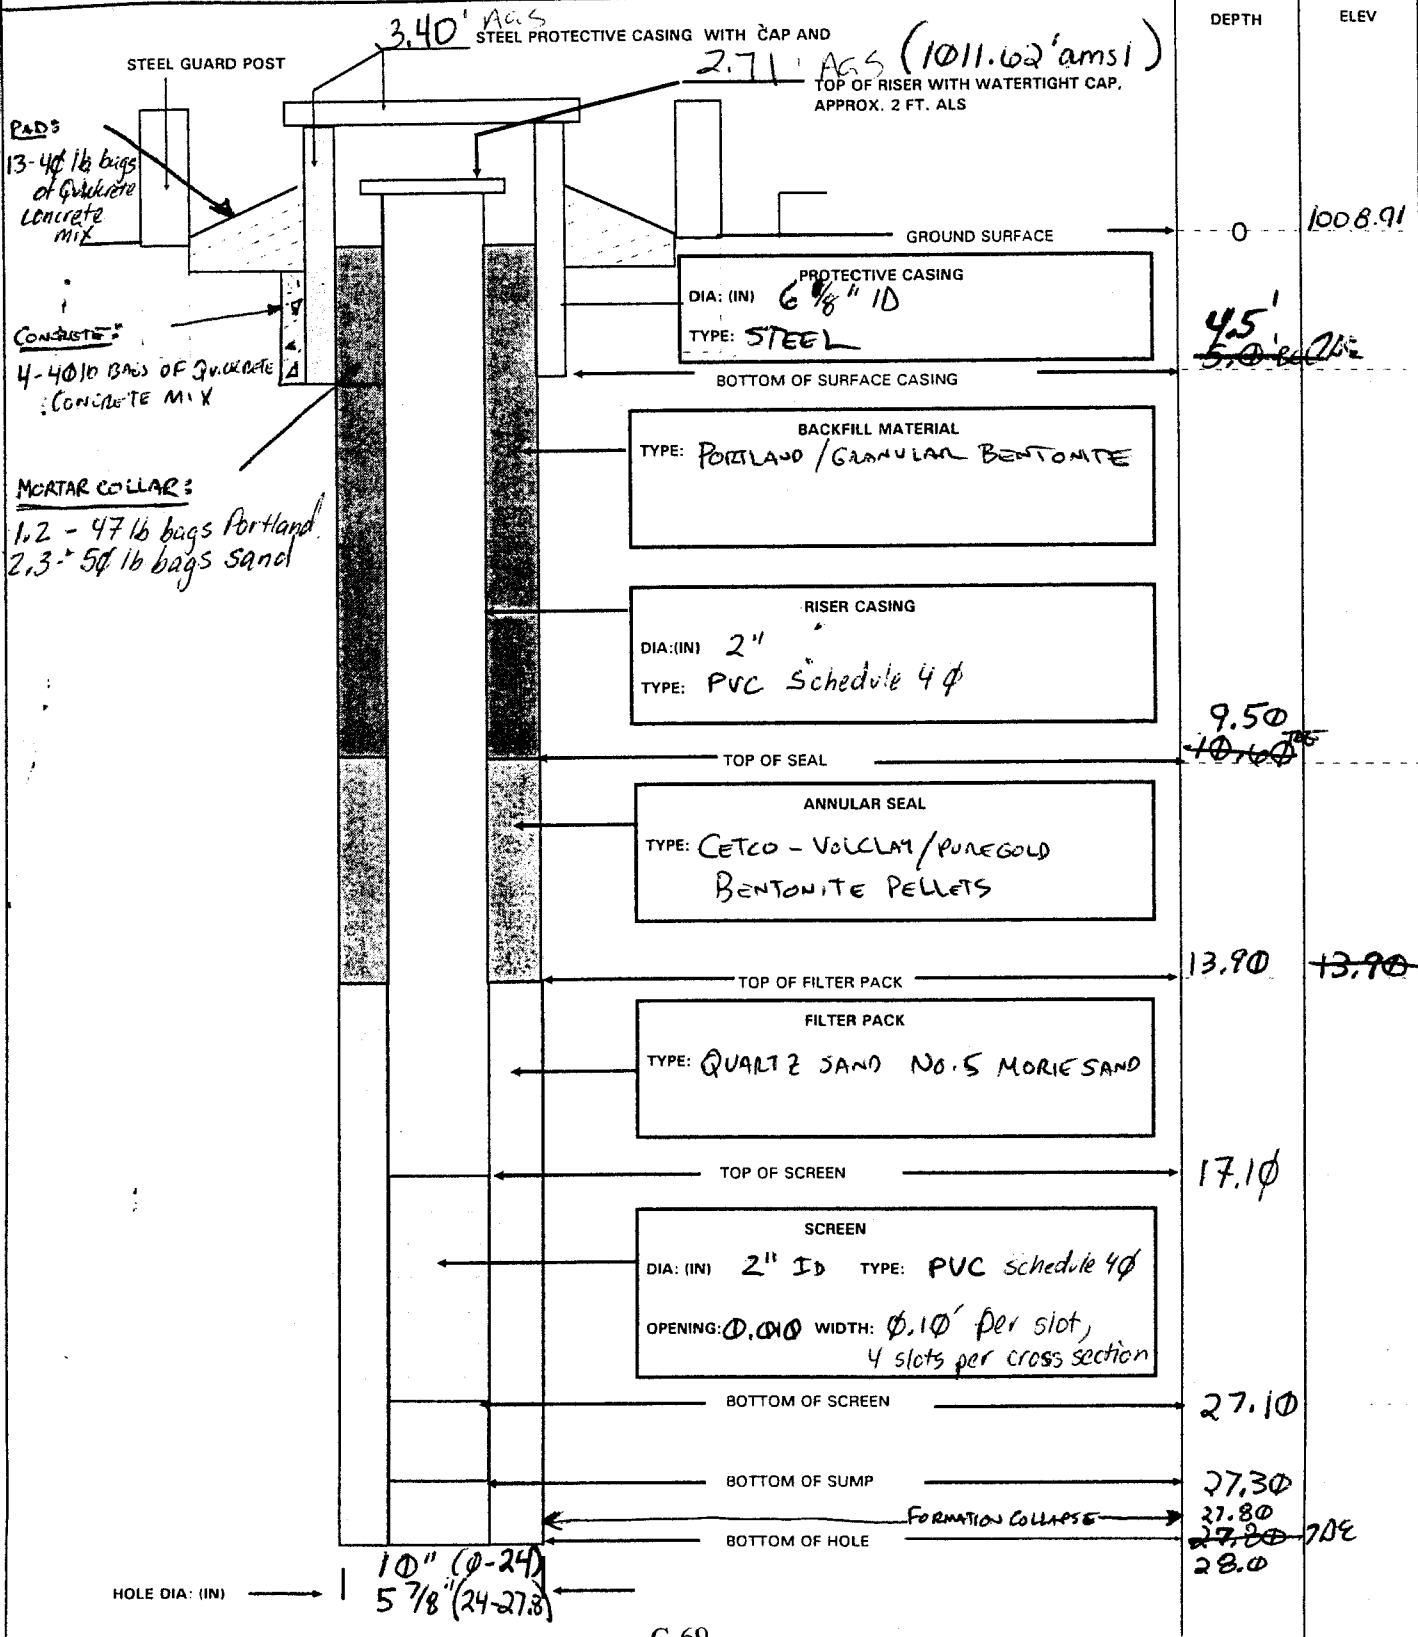 DEPTH ELEV
3.40' AGS
STEEL PROTECTIVE CASING WITH CAP AND
2.71' AGS (1011.62' amsl)
TOP OF RISER WITH WATERTIGHT CAP,
APPROX. 2 FT. ALS
STEEL GUARD POST
PAD:
13-40 lb bags
of Quickrete
Concrete
mix
GROUND SURFACE 0 1008.91
PROTECTIVE CASING
DIA: (IN) 6 1/8" ID
TYPE: STEEL
4.5'
5.0'
BOTTOM OF SURFACE CASING
CONCRETE:
4-40 lb BAGS OF QUICKRETE
CONCRETE MIX
BACKFILL MATERIAL
TYPE: PORTLAND / GRANULAR BENTONITE
MORTAR COLLAR:
1.2 - 47 lb bags Portland
2.3 - 50 lb bags sand
RISER CASING
DIA:(IN) 2"
TYPE: PVC Schedule 40
9.50
10.60
TOP OF SEAL
ANNULAR SEAL
TYPE: CETCO - VOLCLAY/PUREGOLD
BENTONITE PELLETS
TOP OF FILTER PACK 13.90 13.90
FILTER PACK
TYPE: QUARTZ SAND NO. 5 MORIE SAND
TOP OF SCREEN 17.10
SCREEN
DIA: (IN) 2" ID TYPE: PVC schedule 40
OPENING: 0.010 WIDTH: 0.10' per slot,
4 slots per cross section
BOTTOM OF SCREEN 27.10
BOTTOM OF SUMP 27.30
FORMATION COLLAPSE 27.80
BOTTOM OF HOLE 27.80
28.0
HOLE DIA: (IN) 10" (0-24)
5 7/8" (24-27.8)
C-69